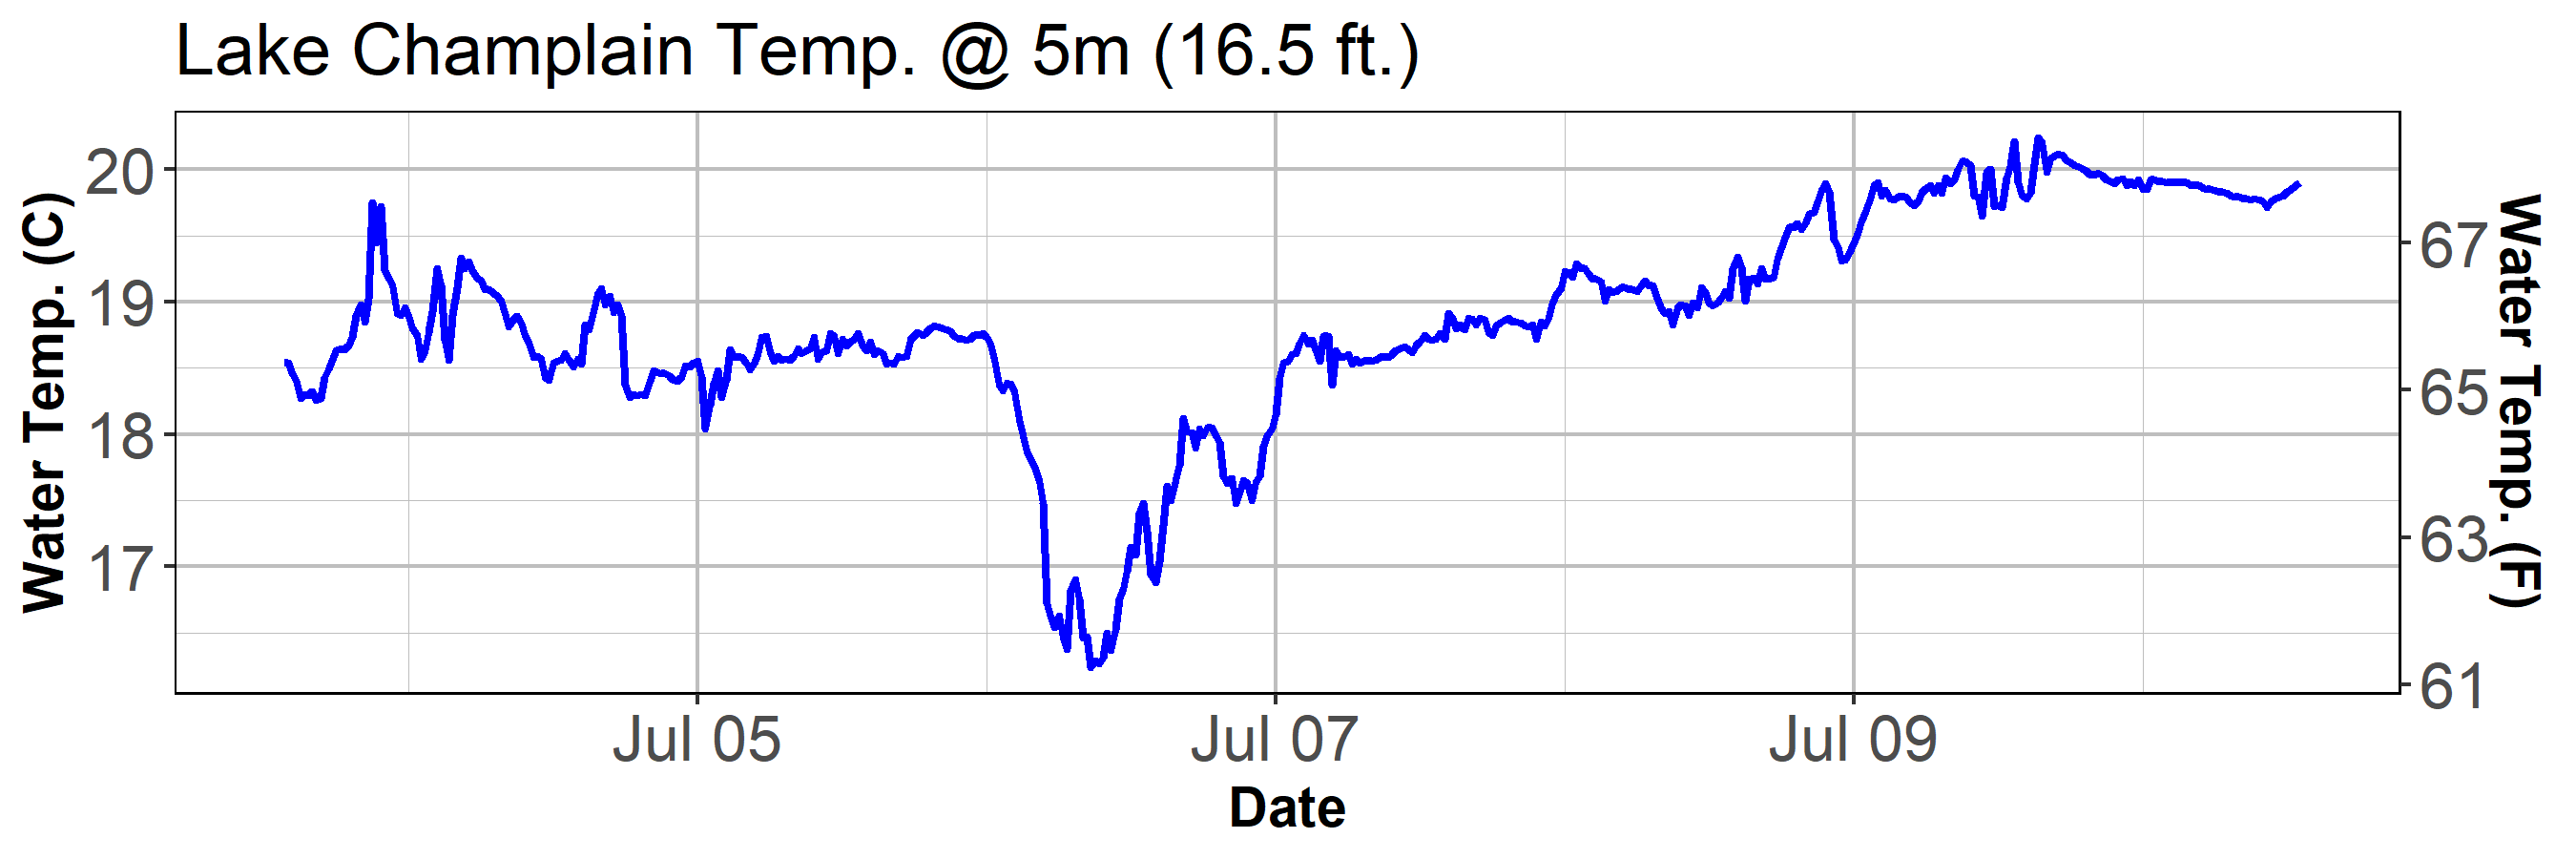 Lake Champlain Temp. @ 5m (16.5 ft.)
Water Temp. (C)
20
19
18
17
67
65
63
61
Water Temp. (F)
Jul 05 Jul 07 Jul 09
Date